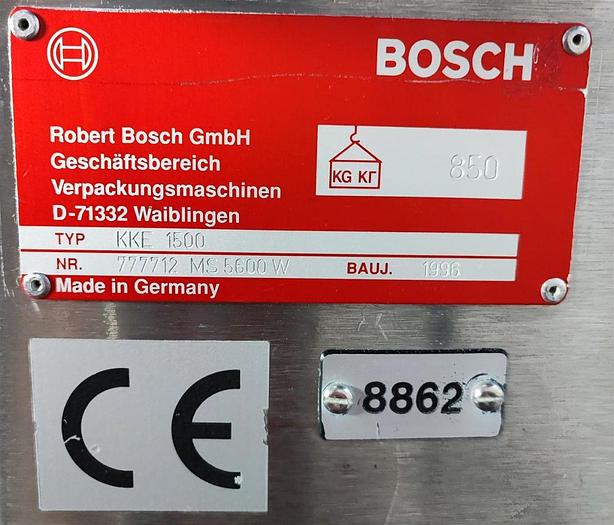 BOSCH
Robert Bosch GmbH
Geschäftsbereich
Verpackungsmaschinen
D-71332 Waiblingen
KG КГ 850
TYP KKE 1500
NR. 777712 MS 5600 W BAUJ. 1996
Made in Germany
CE 8862